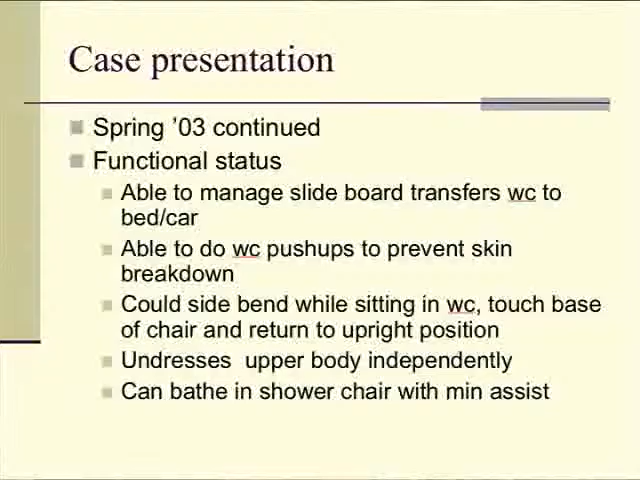 Case presentation
Spring ’03 continued
Functional status
Able to manage slide board transfers wc to
bed/car
Able to do wc pushups to prevent skin
breakdown
Could side bend while sitting in wc, touch base
of chair and return to upright position
Undresses  upper body independently
Can bathe in shower chair with min assist